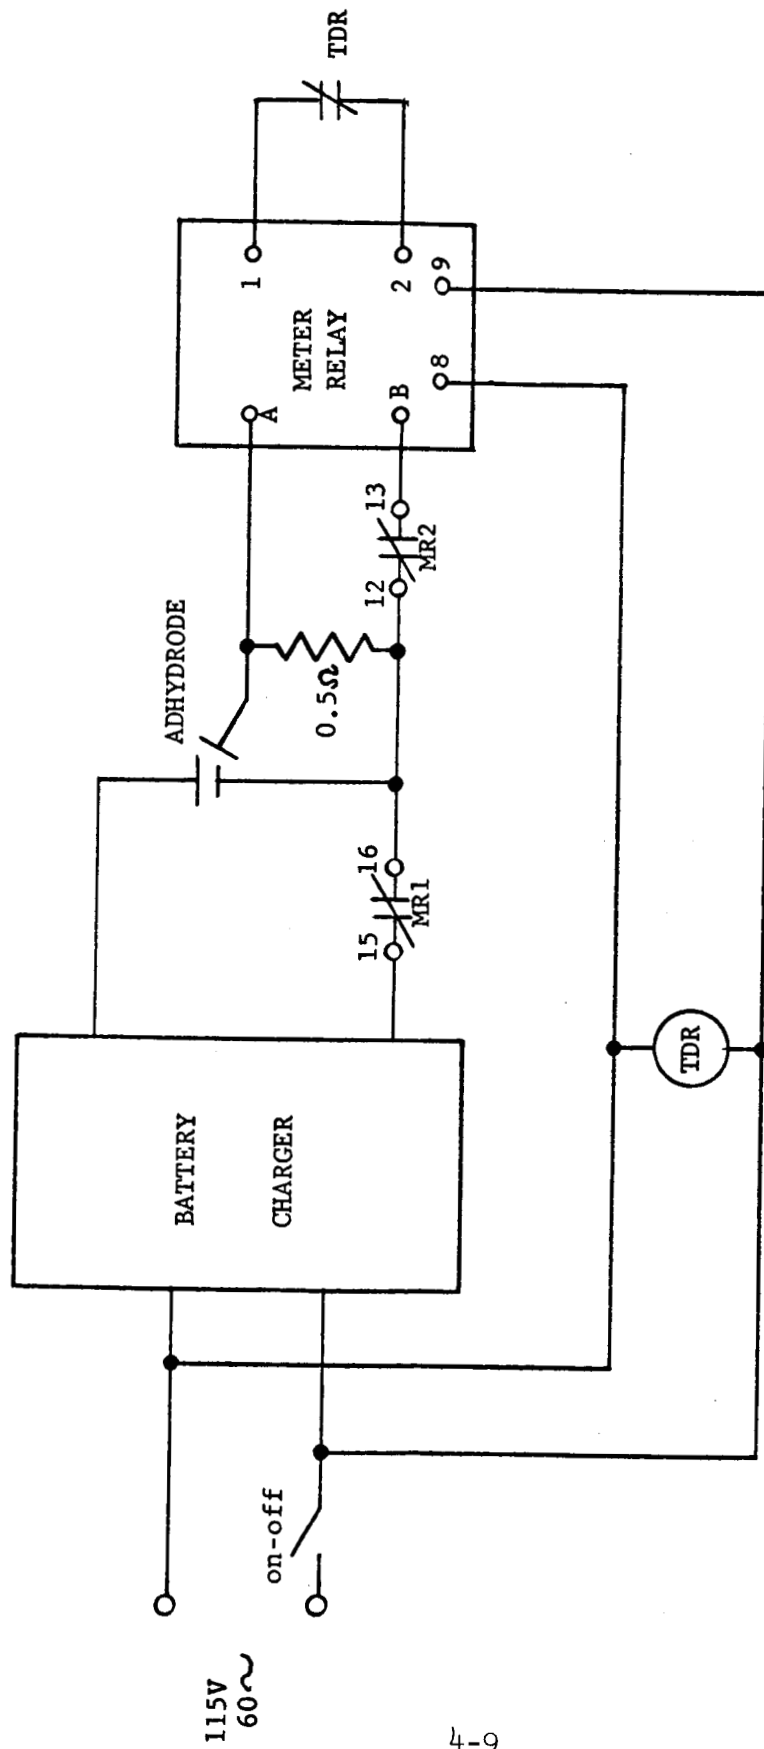 115V
60~
on-off
BATTERY
CHARGER
ADHYDRODE
0.5Ω
15
16
MR1
12
13
MR2
A
B
METER
RELAY
1
2
8
9
TDR
TDR
4-9